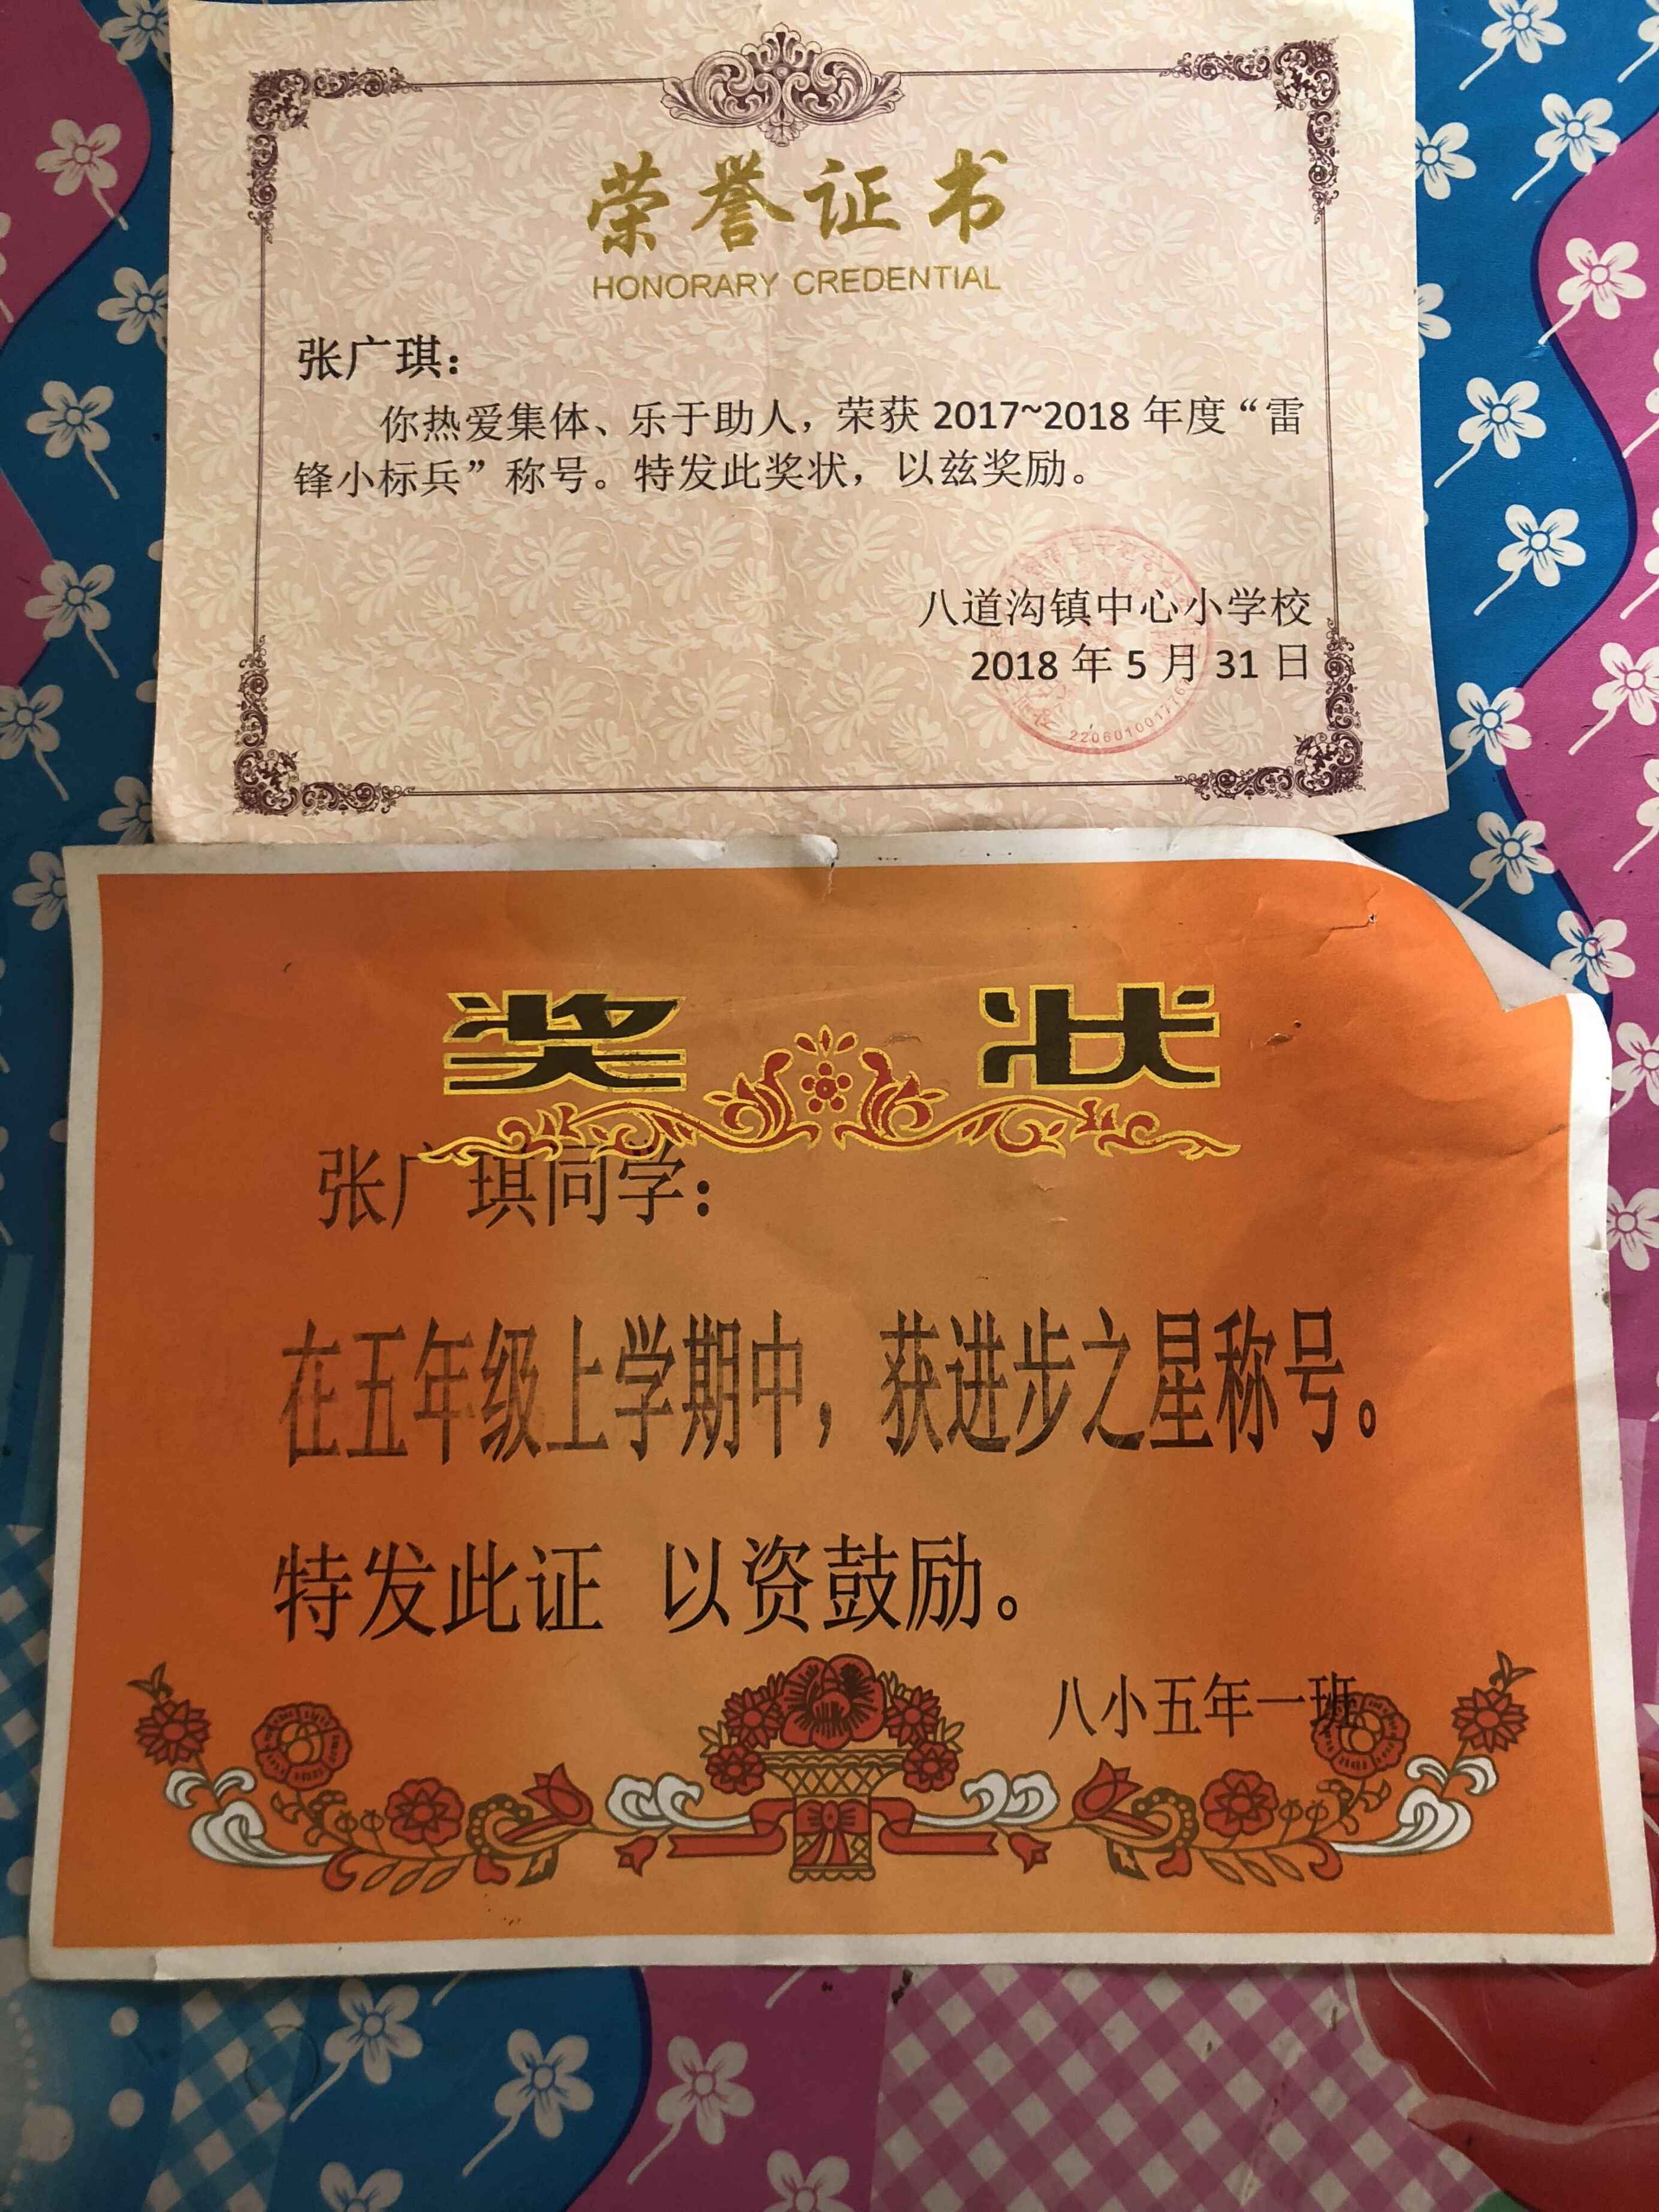 荣誉证书
HONORARY CREDENTIAL
张广琪：
你热爱集体、乐于助人，荣获 2017~2018 年度“雷
锋小标兵”称号。特发此奖状，以兹奖励。
八道沟镇中心小学校
2018 年 5 月 31 日
奖 状
张广琪同学：
在五年级上学期中，获进步之星称号。
特发此证 以资鼓励。
八小五年一班